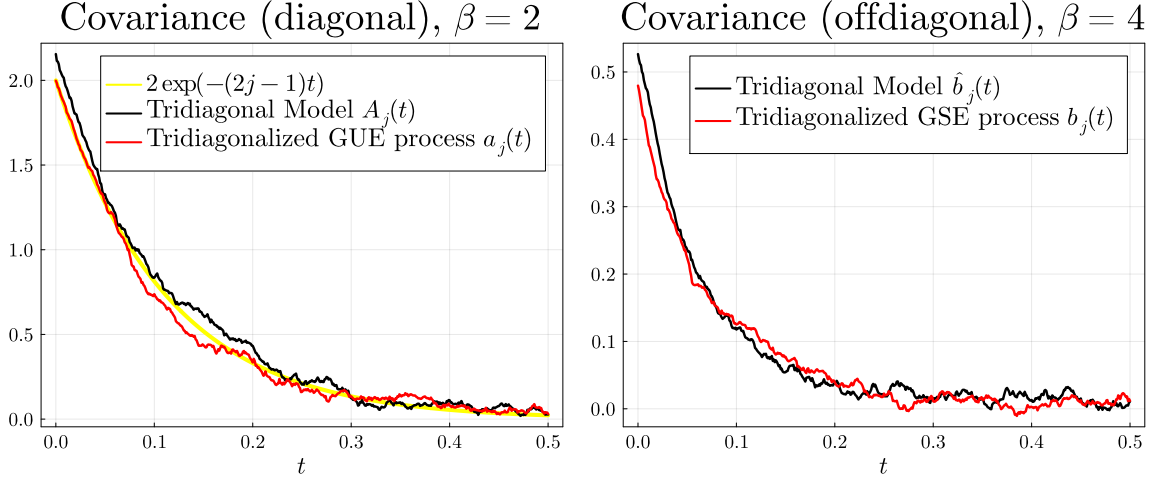 Covariance (diagonal), β = 2
2 exp(−(2j − 1)t)
Tridiagonal Model A_j(t)
Tridiagonalized GUE process a_j(t)
2.0
1.5
1.0
0.5
0.0
0.0 0.1 0.2 0.3 0.4 0.5
t
Covariance (offdiagonal), β = 4
Tridiagonal Model b̂_j(t)
Tridiagonalized GSE process b_j(t)
0.5
0.4
0.3
0.2
0.1
0.0
0.0 0.1 0.2 0.3 0.4 0.5
t